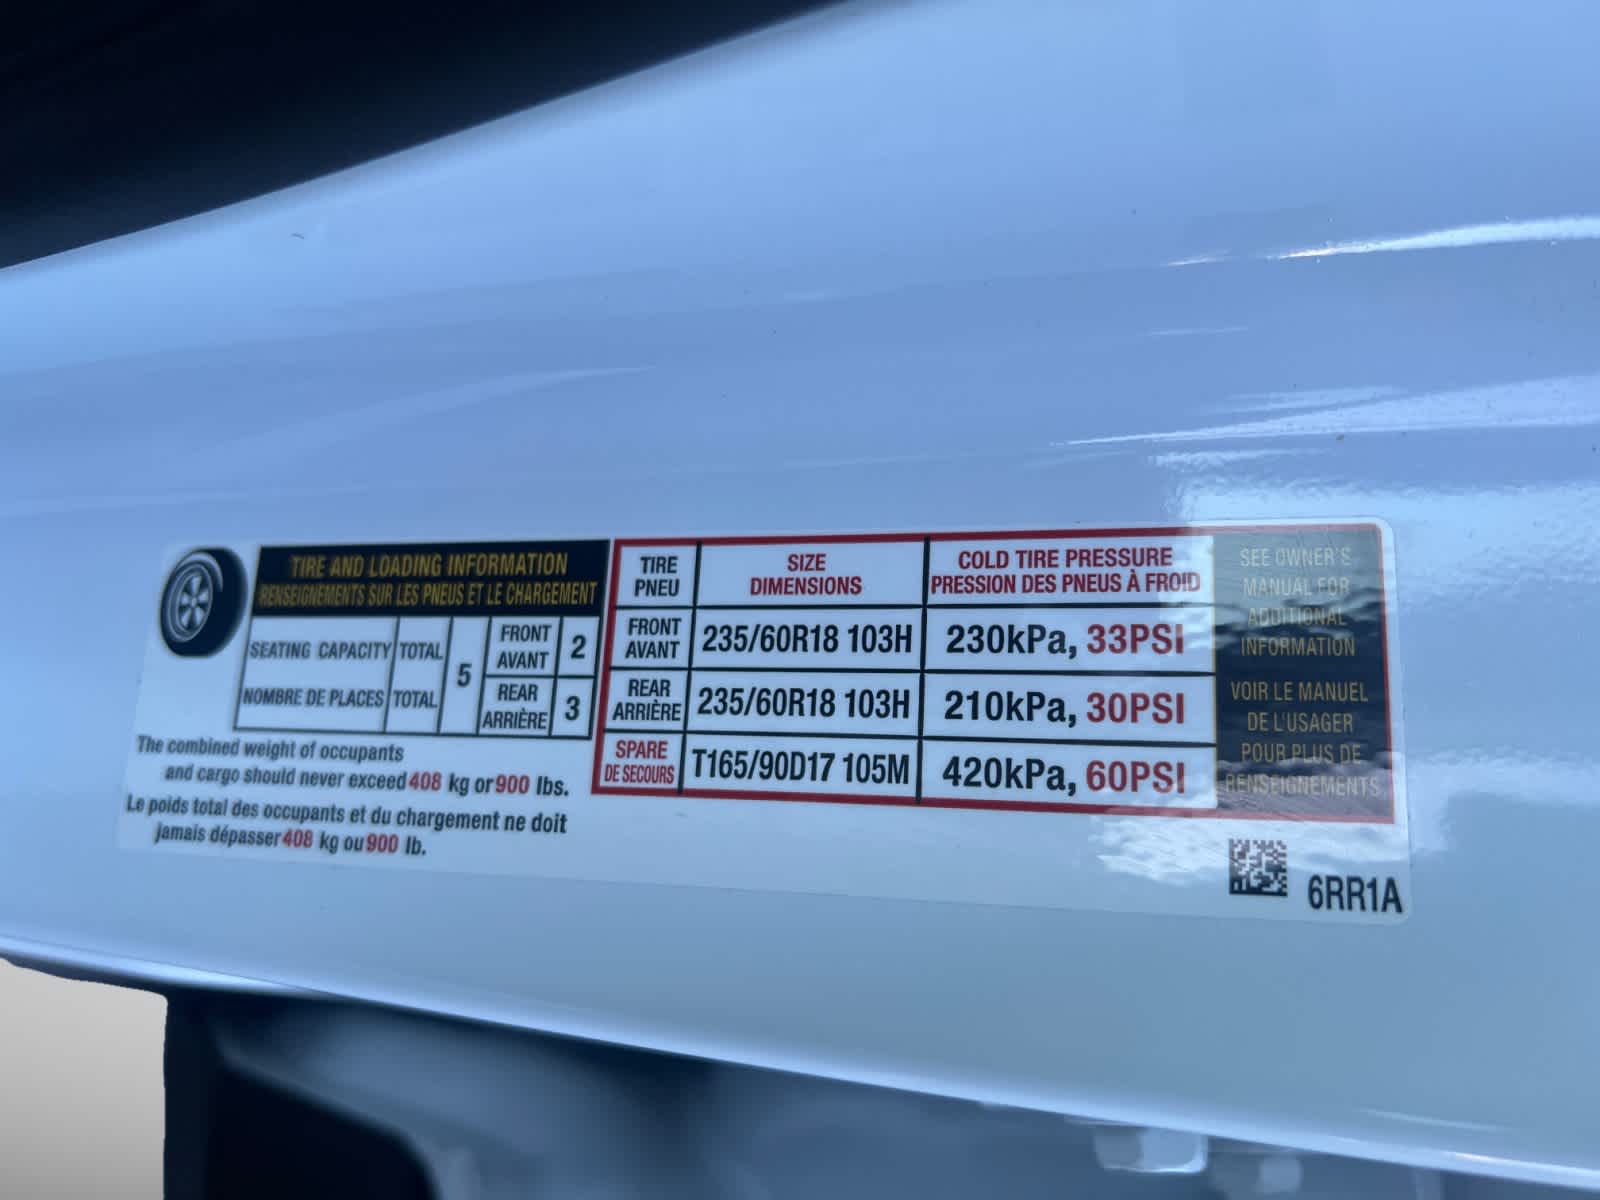 TIRE AND LOADING INFORMATION
RENSEIGNEMENTS SUR LES PNEUS ET LE CHARGEMENT
SEATING CAPACITY TOTAL
NOMBRE DE PLACES TOTAL
5
FRONT
AVANT
2
REAR
ARRIÈRE
3
The combined weight of occupants
and cargo should never exceed 408 kg or 900 lbs.
Le poids total des occupants et du chargement ne doit
jamais dépasser 408 kg ou 900 lb.
TIRE
PNEU
SIZE
DIMENSIONS
COLD TIRE PRESSURE
PRESSION DES PNEUS À FROID
FRONT
AVANT
235/60R18 103H
230kPa, 33PSI
REAR
ARRIÈRE
235/60R18 103H
210kPa, 30PSI
SPARE
DE SECOURS
T165/90D17 105M
420kPa, 60PSI
SEE OWNER'S
MANUAL FOR
ADDITIONAL
INFORMATION
VOIR LE MANUEL
DE L'USAGER
POUR PLUS DE
RENSEIGNEMENTS
6RR1A